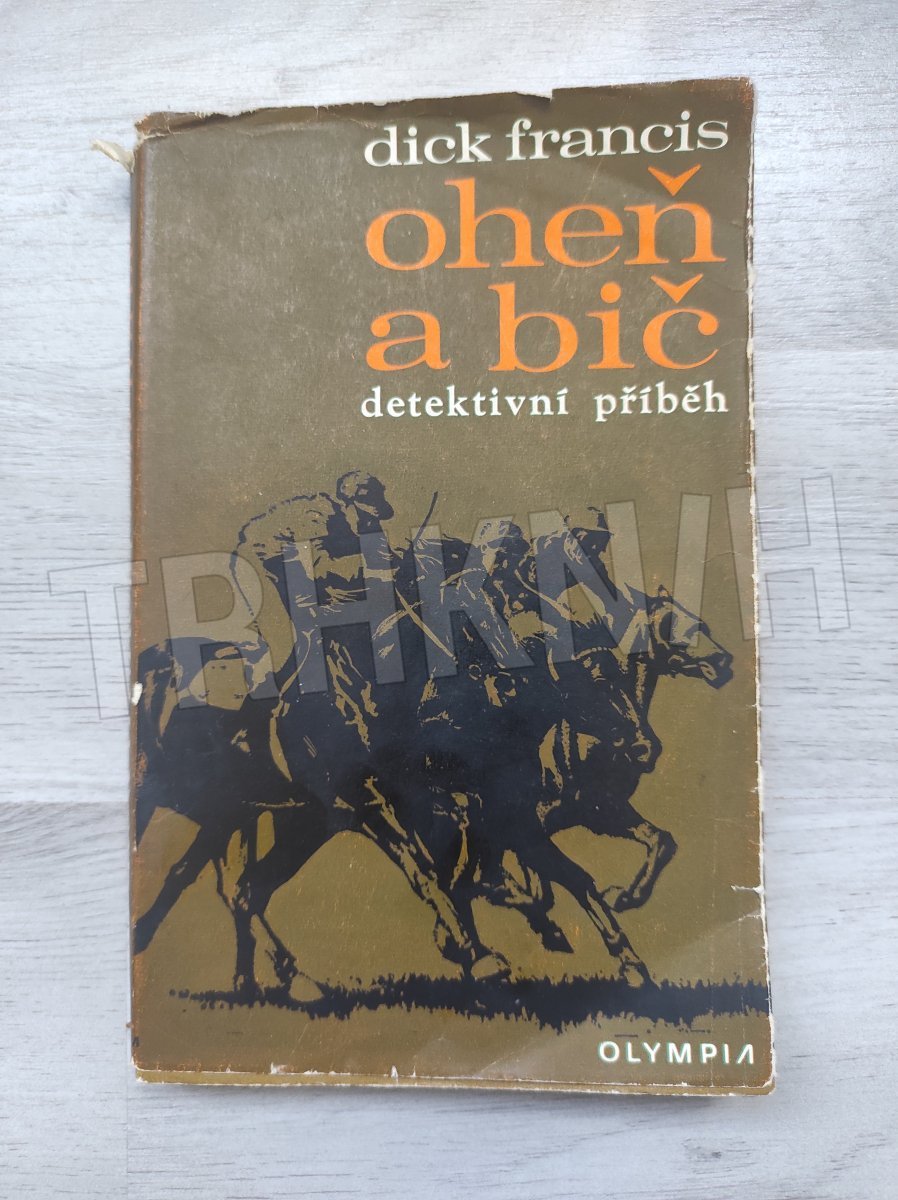 dick francis
oheň
a bič
detektivní příběh
TRHKNIH
OLYMPIA